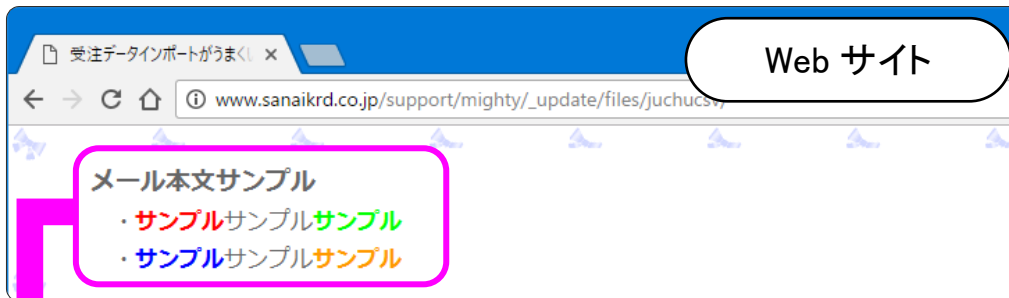 受注データインポートがうまく
Web サイト
www.sanaikrd.co.jp/support/mighty/_update/files/juchucsv/
メール本文サンプル
・サンプルサンプルサンプル
・サンプルサンプルサンプル